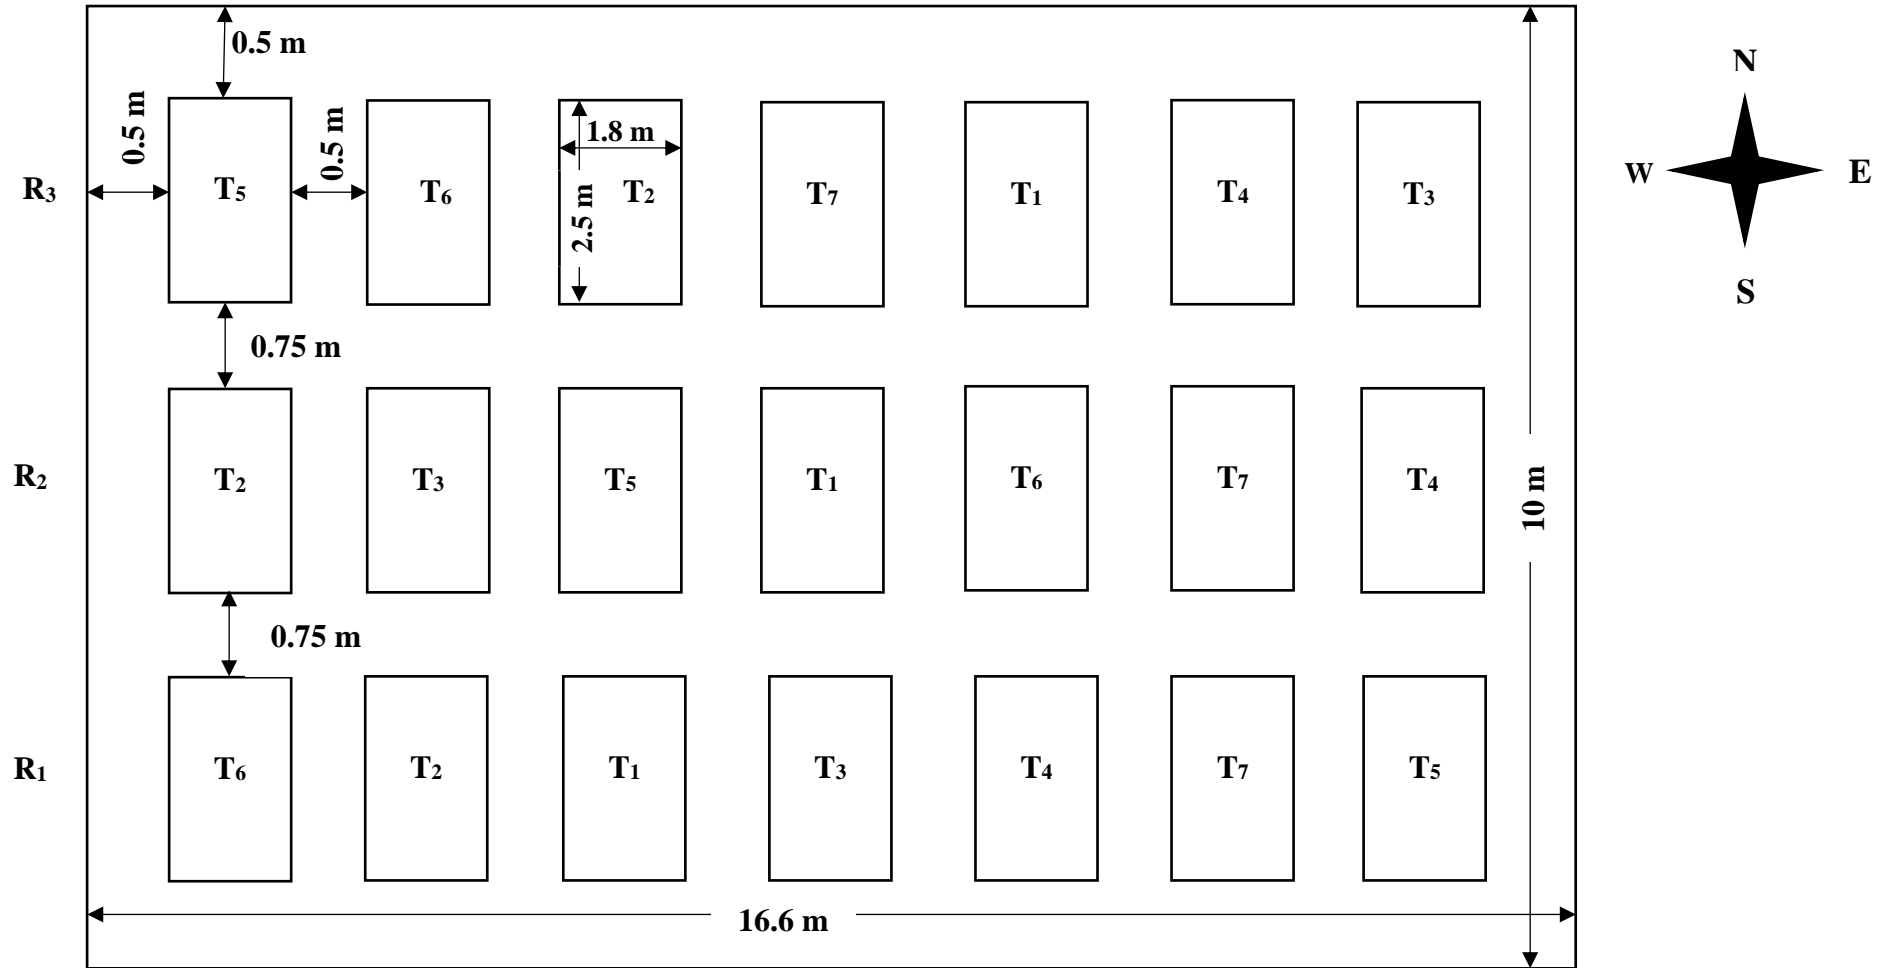 0.5 m
N
0.5 m
0.5 m
1.8 m
W
E
R₃
T₅
T₆
2.5 m
T₂
T₇
T₁
T₄
T₃
S
0.75 m
R₂
T₂
T₃
T₅
T₁
T₆
T₇
T₄
10 m
0.75 m
R₁
T₆
T₂
T₁
T₃
T₄
T₇
T₅
16.6 m